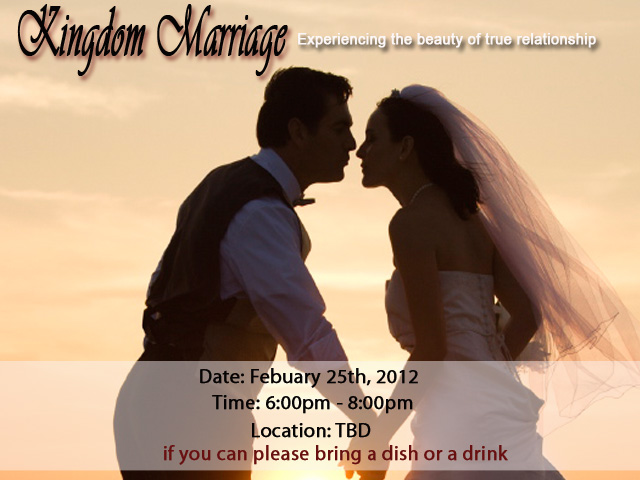 Kingdom Marriage
Experiencing the beauty of true relationship
Date: Febuary 25th, 2012
Time: 6:00pm - 8:00pm
Location: TBD
if you can please bring a dish or a drink